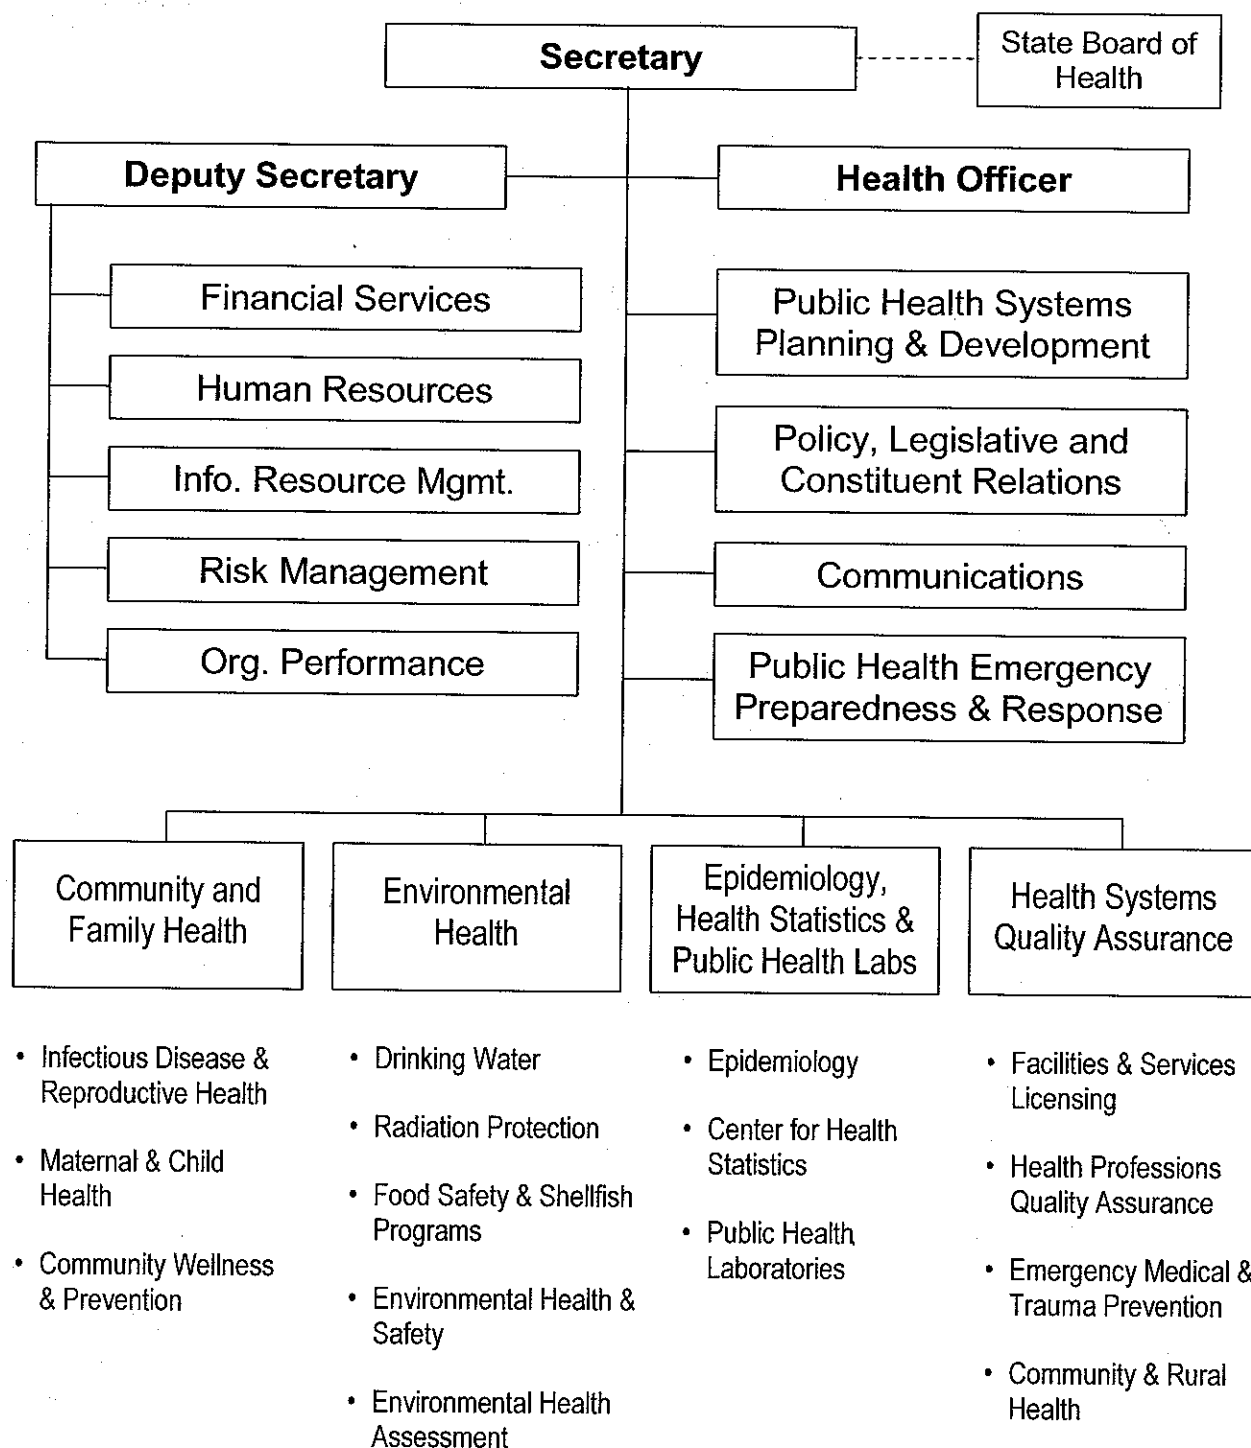 Secretary
State Board of
Health
Deputy Secretary
Health Officer
Financial Services
Human Resources
Info. Resource Mgmt.
Risk Management
Org. Performance
Public Health Systems
Planning & Development
Policy, Legislative and
Constituent Relations
Communications
Public Health Emergency
Preparedness & Response
Community and
Family Health
• Infectious Disease &
Reproductive Health
• Maternal & Child
Health
• Community Wellness
& Prevention
Environmental
Health
• Drinking Water
• Radiation Protection
• Food Safety & Shellfish
Programs
• Environmental Health &
Safety
• Environmental Health
Assessment
Epidemiology,
Health Statistics &
Public Health Labs
• Epidemiology
• Center for Health
Statistics
• Public Health
Laboratories
Health Systems
Quality Assurance
• Facilities & Services
Licensing
• Health Professions
Quality Assurance
• Emergency Medical &
Trauma Prevention
• Community & Rural
Health